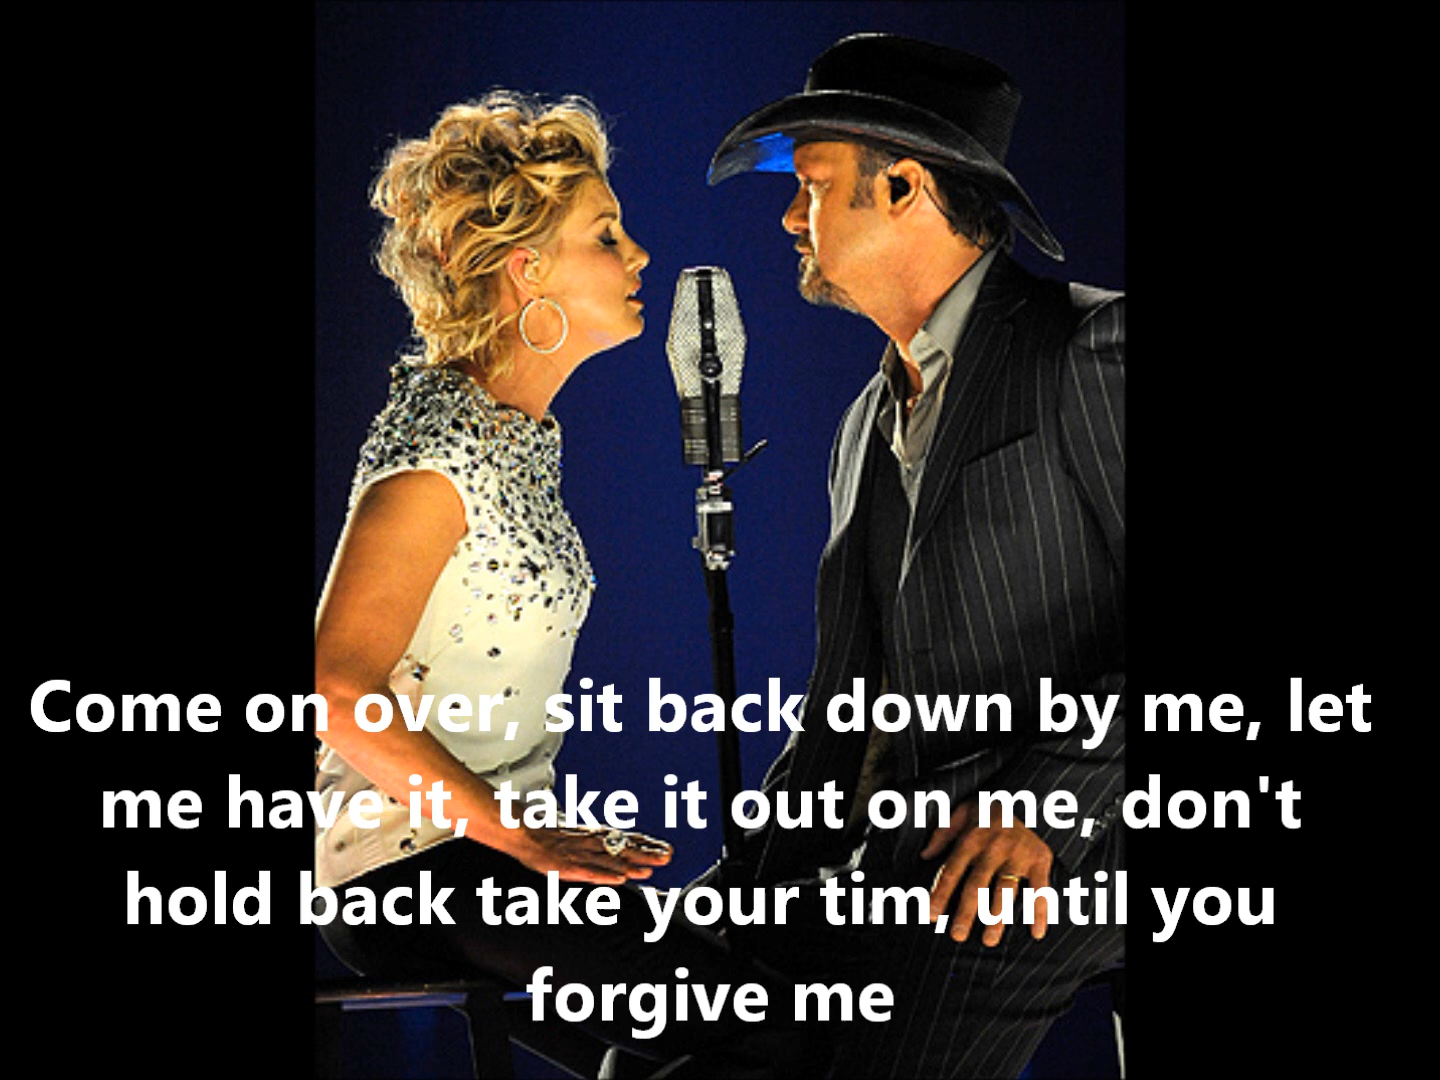 Come on over, sit back down by me, let
me have it, take it out on me, don't
hold back take your tim, until you
forgive me